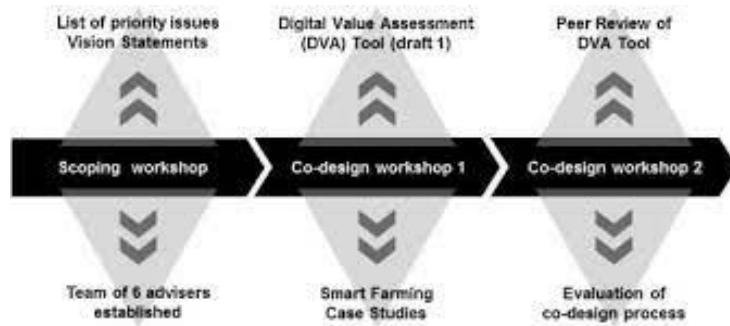 List of priority issues
Vision Statements
Digital Value Assessment
(DVA) Tool (draft 1)
Peer Review of
DVA Tool
Scoping workshop
Co-design workshop 1
Co-design workshop 2
Team of 6 advisers
established
Smart Farming
Case Studies
Evaluation of
co-design process